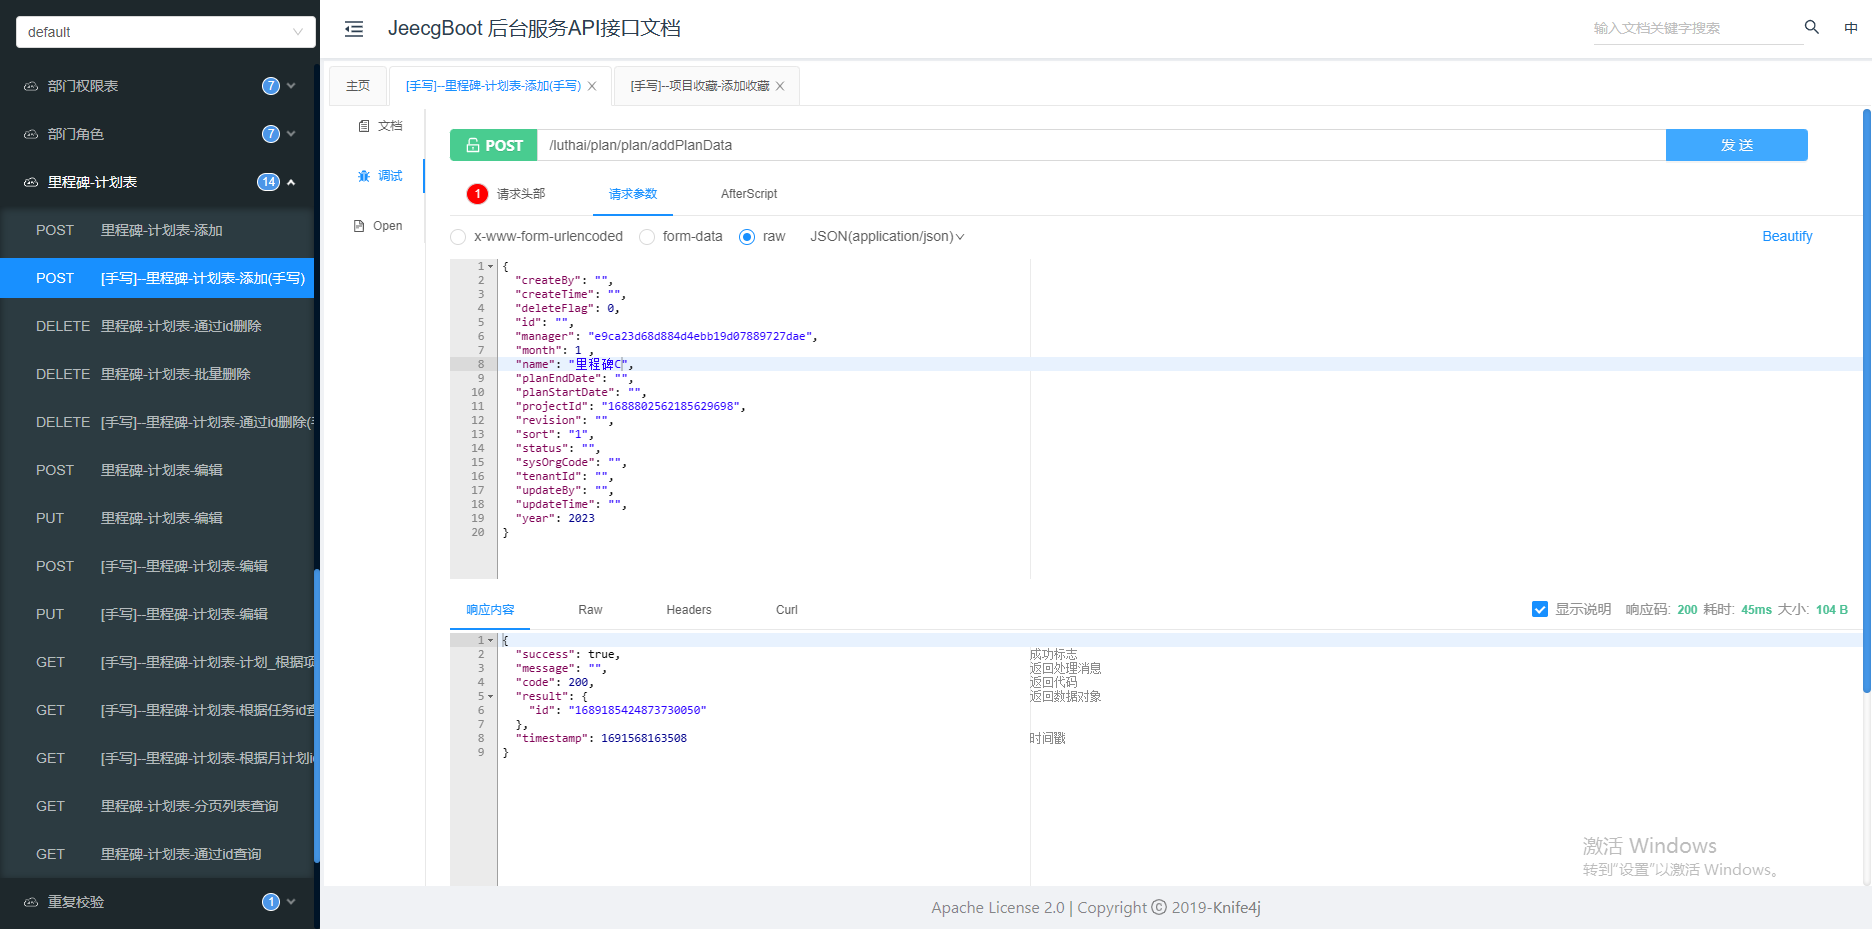 default
部门权限表 7
部门角色 7
里程碑-计划表 14
POST 里程碑-计划表-添加
POST [手写]--里程碑-计划表-添加(手写)
DELETE 里程碑-计划表-通过id删除
DELETE 里程碑-计划表-批量删除
DELETE [手写]--里程碑-计划表-通过id删除(
POST 里程碑-计划表-编辑
PUT 里程碑-计划表-编辑
POST [手写]--里程碑-计划表-编辑
PUT [手写]--里程碑-计划表-编辑
GET [手写]--里程碑-计划表-计划_根据项
GET [手写]--里程碑-计划表-根据任务id查
GET [手写]--里程碑-计划表-根据月计划i
GET 里程碑-计划表-分页列表查询
GET 里程碑-计划表-通过id查询
重复校验 1
JeecgBoot 后台服务API接口文档
输入文档关键字搜索
中
主页
[手写]--里程碑-计划表-添加(手写)
[手写]--项目收藏-添加收藏
文档
调试
Open
POST /luthai/plan/plan/addPlanData 发 送
1 请求头部 请求参数 AfterScript
x-www-form-urlencoded form-data raw JSON(application/json) Beautify
1 {
2 "createBy": "",
3 "createTime": "",
4 "deleteFlag": 0,
5 "id": "",
6 "manager": "e9ca23d68d884d4ebb19d07889727dae",
7 "month": 1 ,
8 "name": "里程碑C",
9 "planEndDate": "",
10 "planStartDate": "",
11 "projectId": "1688802562185629698",
12 "revision": "",
13 "sort": "1",
14 "status": "",
15 "sysOrgCode": "",
16 "tenantId": "",
17 "updateBy": "",
18 "updateTime": "",
19 "year": 2023
20 }
响应内容 Raw Headers Curl
显示说明 响应码: 200 耗时: 45ms 大小: 104 B
1 {
2 "success": true, 成功标志
3 "message": "", 返回处理消息
4 "code": 200, 返回代码
5 "result": { 返回数据对象
6 "id": "1689185424873730050"
7 },
8 "timestamp": 1691568163508 时间戳
9 }
激活 Windows
转到"设置"以激活 Windows。
Apache License 2.0 | Copyright © 2019-Knife4j